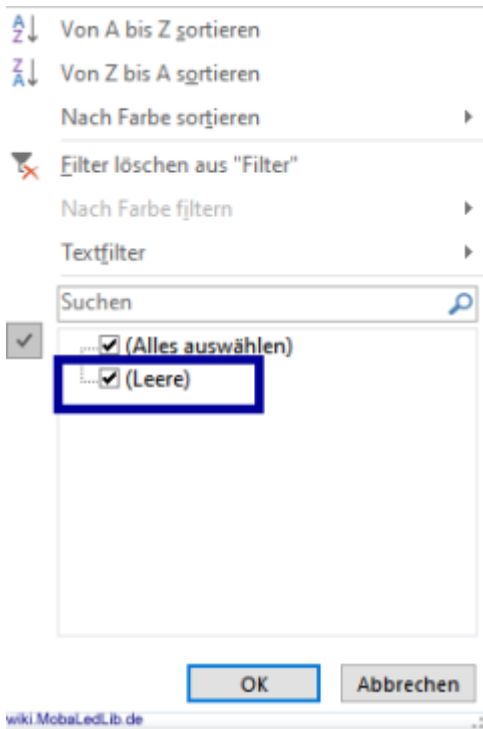 Von A bis Z sortieren
Von Z bis A sortieren
Nach Farbe sortieren
Filter löschen aus "Filter"
Nach Farbe filtern
Textfilter
Suchen
(Alles auswählen)
(Leere)
OK Abbrechen
wiki.MobaLedLib.de